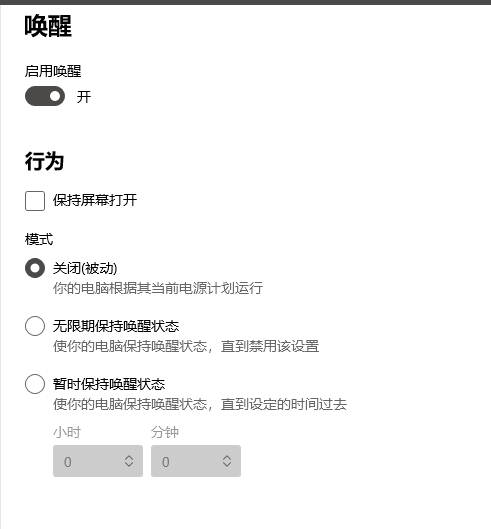 唤醒
启用唤醒
开
行为
保持屏幕打开
模式
关闭(被动)
你的电脑根据其当前电源计划运行
无限期保持唤醒状态
使你的电脑保持唤醒状态，直到禁用该设置
暂时保持唤醒状态
使你的电脑保持唤醒状态，直到设定的时间过去
小时 分钟
0 0